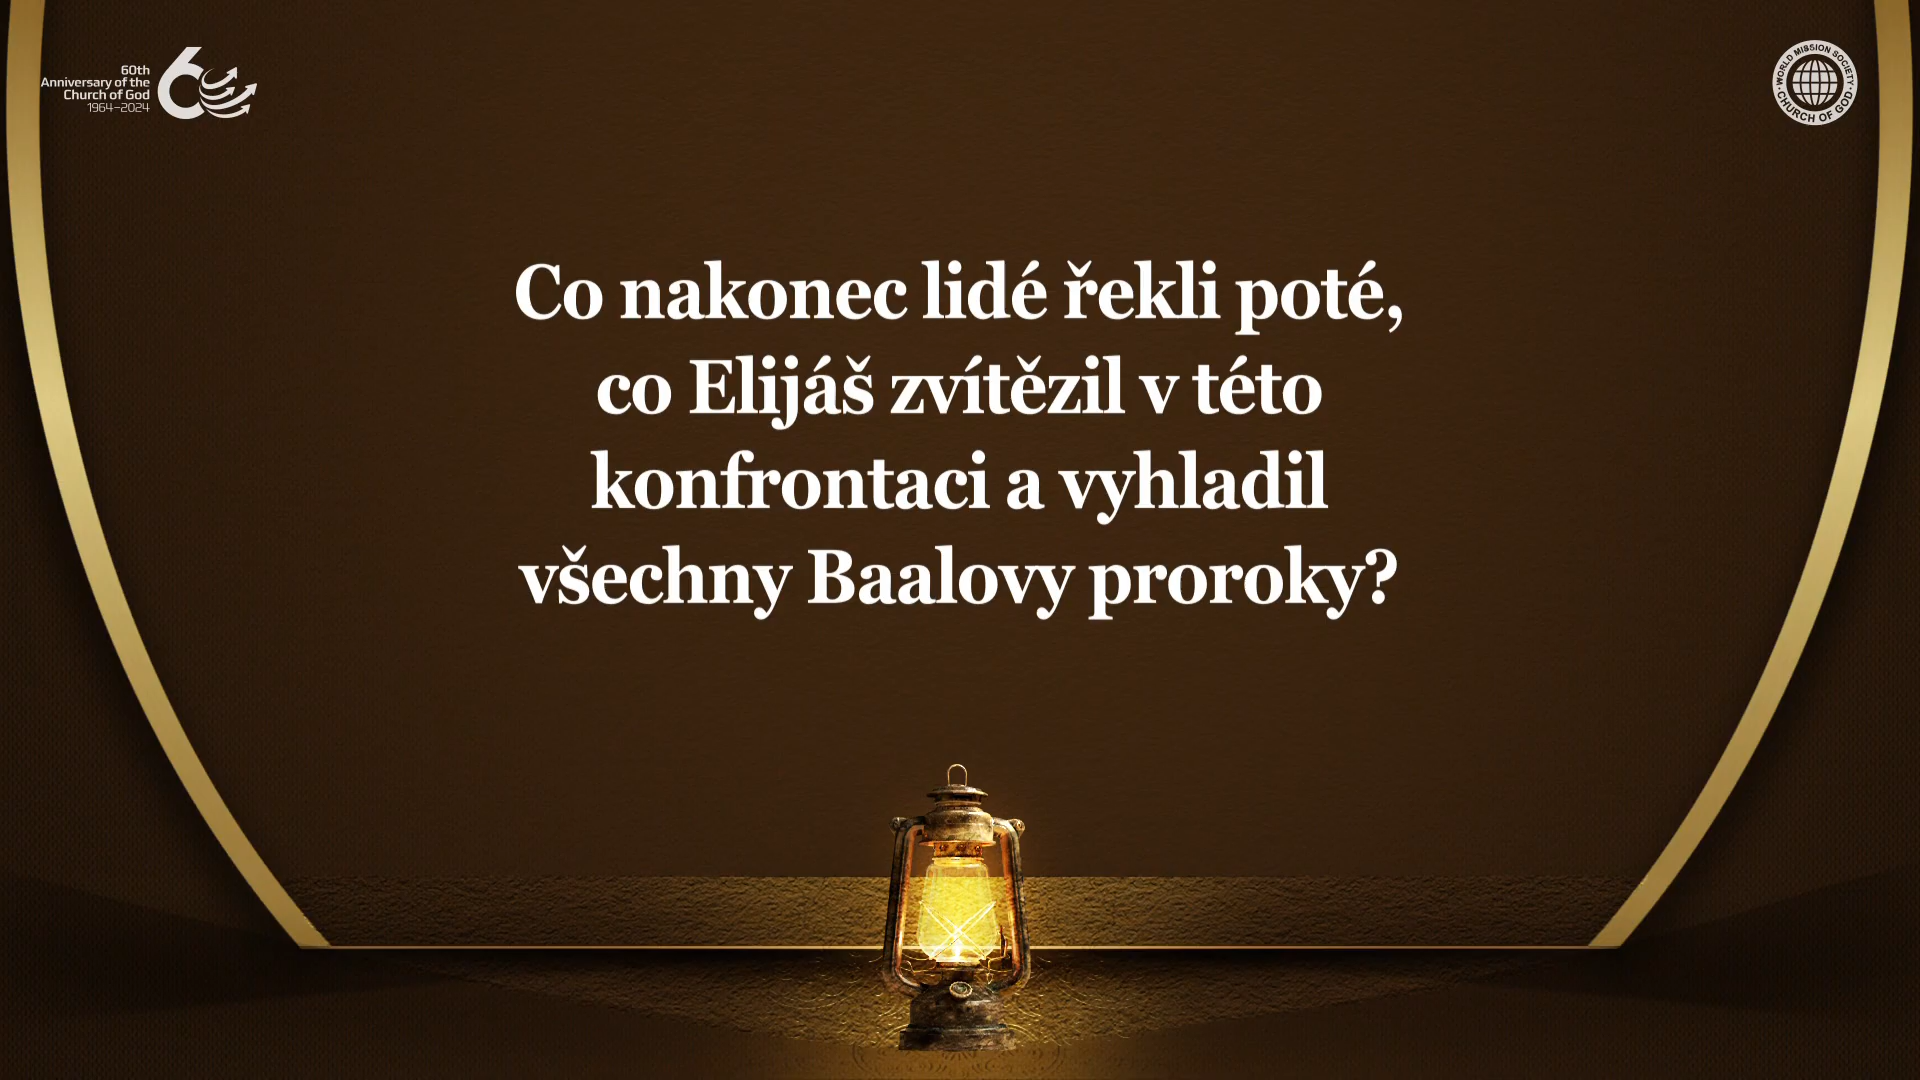 60th
Anniversary of the
Church of God
1964–2024
WORLD MISSION SOCIETY
CHURCH OF GOD
Co nakonec lidé řekli poté,
co Elijáš zvítězil v této
konfrontaci a vyhladil
všechny Baalovy proroky?